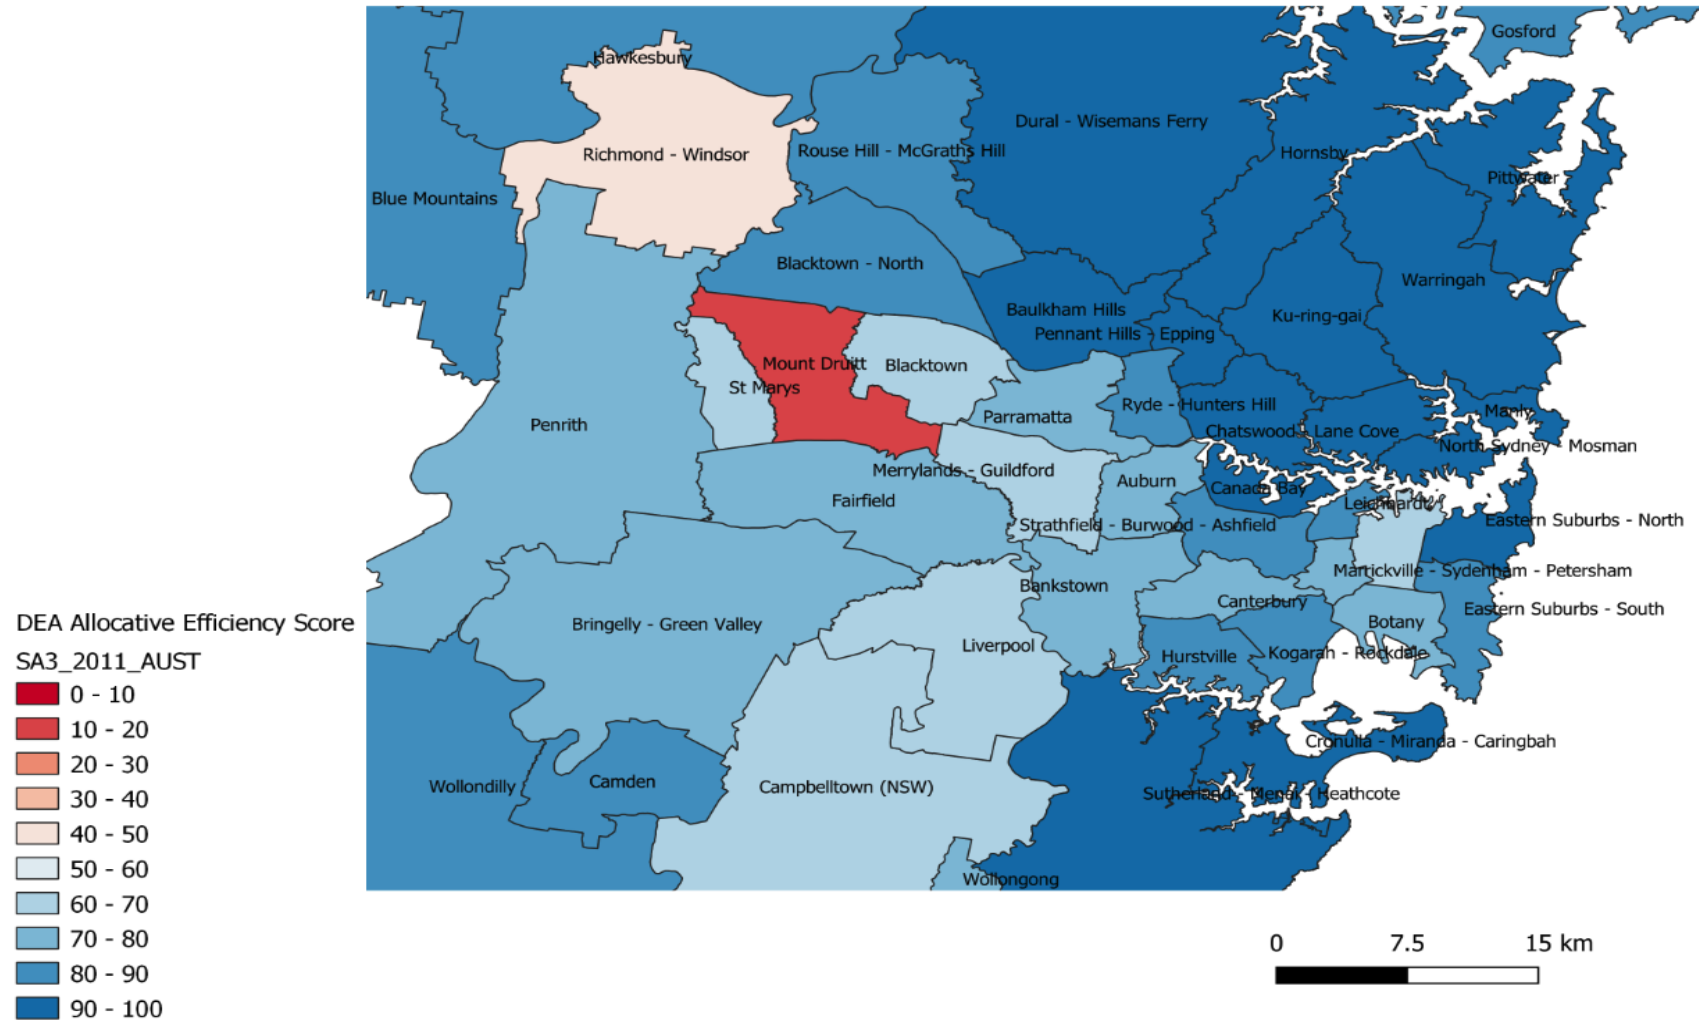 Gosford
Hawkesbury
Dural - Wisemans Ferry
Richmond - Windsor
Rouse Hill - McGraths Hill
Hornsby
Pittwater
Blue Mountains
Blacktown - North
Warringah
Baulkham Hills
Ku-ring-gai
Pennant Hills - Epping
Mount Druitt
Blacktown
St Marys
Penrith
Parramatta
Ryde - Hunters Hill
Manly
Chatswood - Lane Cove
North Sydney - Mosman
Merrylands - Guildford
Auburn
Canada Bay
Fairfield
Leichhardt
Strathfield - Burwood - Ashfield
Eastern Suburbs - North
Marrickville - Sydenham - Petersham
Bankstown
Canterbury
Eastern Suburbs - South
Bringelly - Green Valley
Botany
Liverpool
Hurstville
Kogarah - Rockdale
Cronulla - Miranda - Caringbah
Wollondilly
Camden
Campbelltown (NSW)
Sutherland - Menai - Heathcote
Wollongong
DEA Allocative Efficiency Score
SA3_2011_AUST
0 - 10
10 - 20
20 - 30
30 - 40
40 - 50
50 - 60
60 - 70
70 - 80
80 - 90
90 - 100
0 7.5 15 km